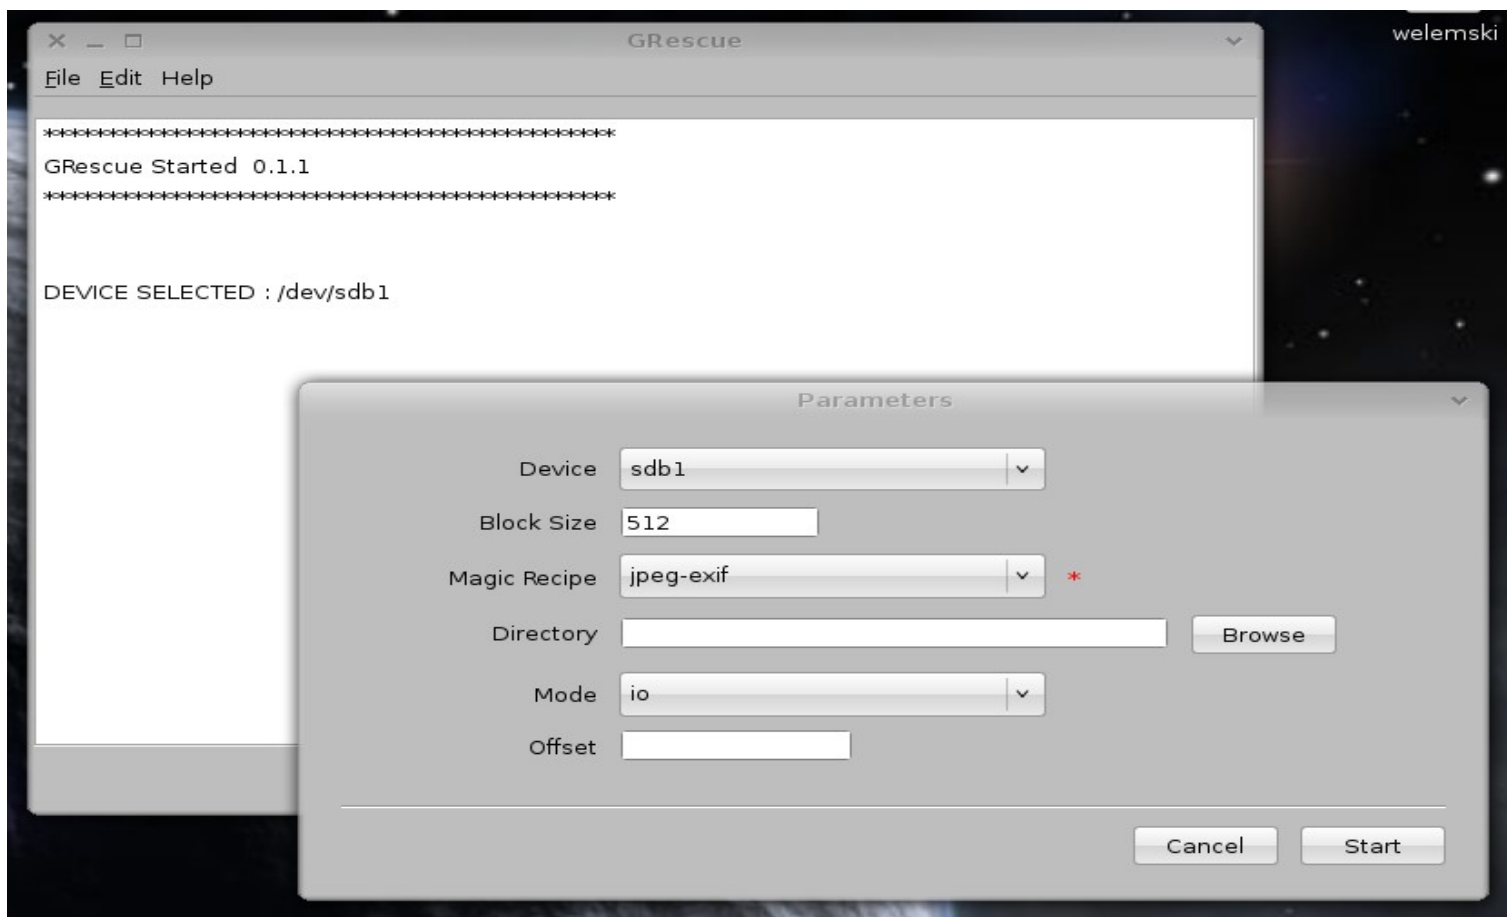 welemski
GRescue
File Edit Help
***********************************************
GRescue Started 0.1.1
***********************************************
DEVICE SELECTED : /dev/sdb1
Parameters
Device sdb1
Block Size 512
Magic Recipe jpeg-exif *
Directory Browse
Mode io
Offset
Cancel Start